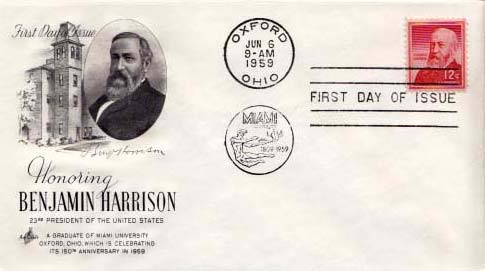 First Day of Issue
OXFORD
JUN 6
9-AM
1959
OHIO
12¢
FIRST DAY OF ISSUE
MIAMI
1809-1959
Benj Harrison
Honoring
BENJAMIN HARRISON
23RD PRESIDENT OF THE UNITED STATES
A GRADUATE OF MIAMI UNIVERSITY
OXFORD, OHIO, WHICH IS CELEBRATING
ITS 150TH ANNIVERSARY IN 1959